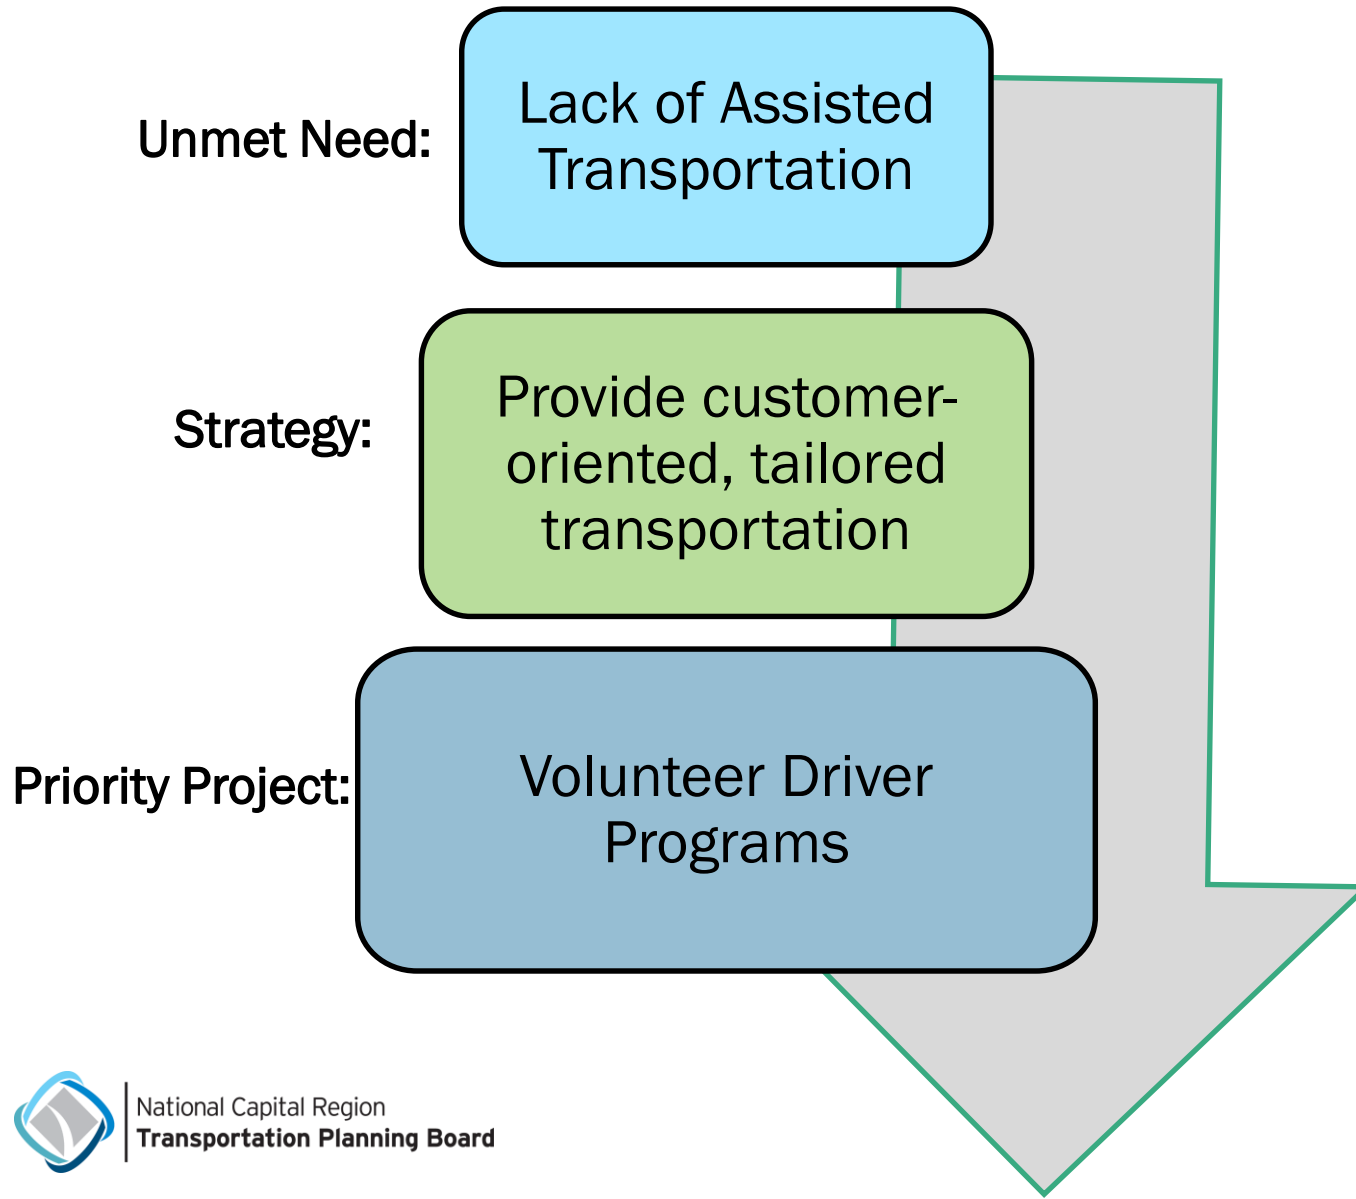 Unmet Need:
Lack of Assisted
Transportation
Strategy:
Provide customer-
oriented, tailored
transportation
Priority Project:
Volunteer Driver
Programs
National Capital Region
Transportation Planning Board